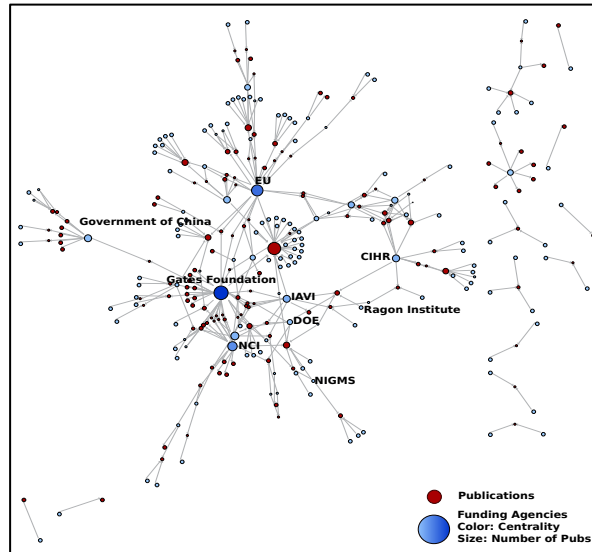 EU
Government of China
CIHR
Gates Foundation
IAVI
Ragon Institute
DOE
NCI
NIGMS
Publications
Funding Agencies
Color: Centrality
Size: Number of Pubs